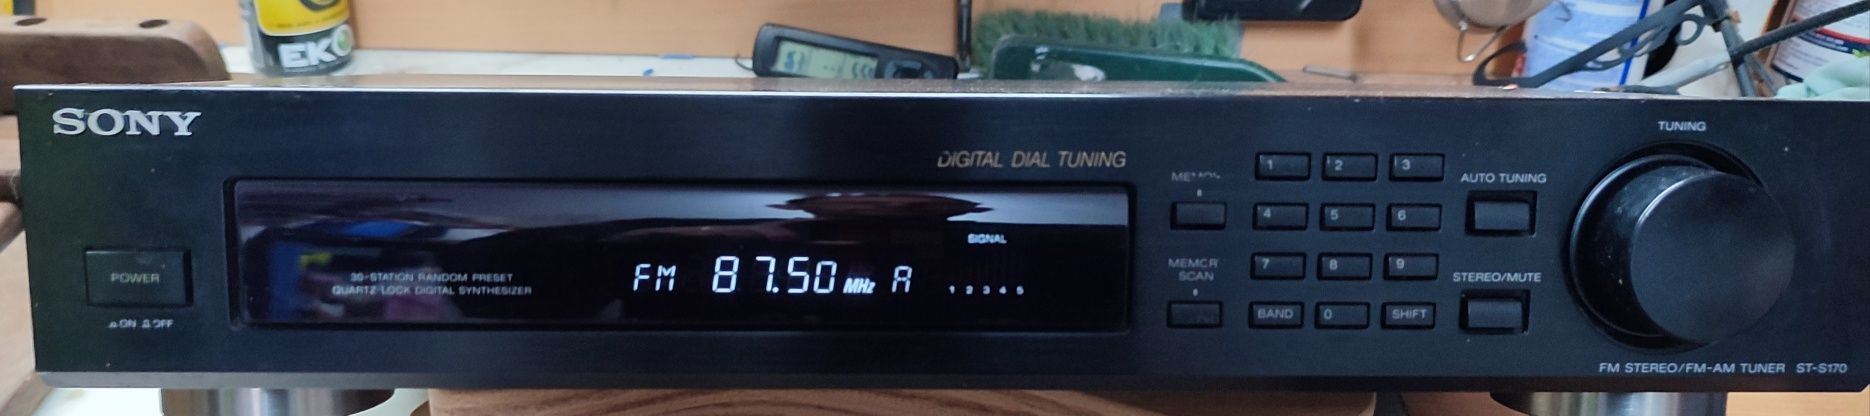 EKO
SONY
TUNING
DIGITAL DIAL TUNING
1 2 3
AUTO TUNING
4 5 6
SIGNAL
7 8 9
SCAN
STEREO/MUTE
POWER
30-STATION RANDOM PRESET
QUARTZ LOCK DIGITAL SYNTHESIZER
FM 87.50 MHz A
1 2 3 4 5
BAND 0 SHIFT
ON OFF
FM STEREO/FM-AM TUNER ST-S170